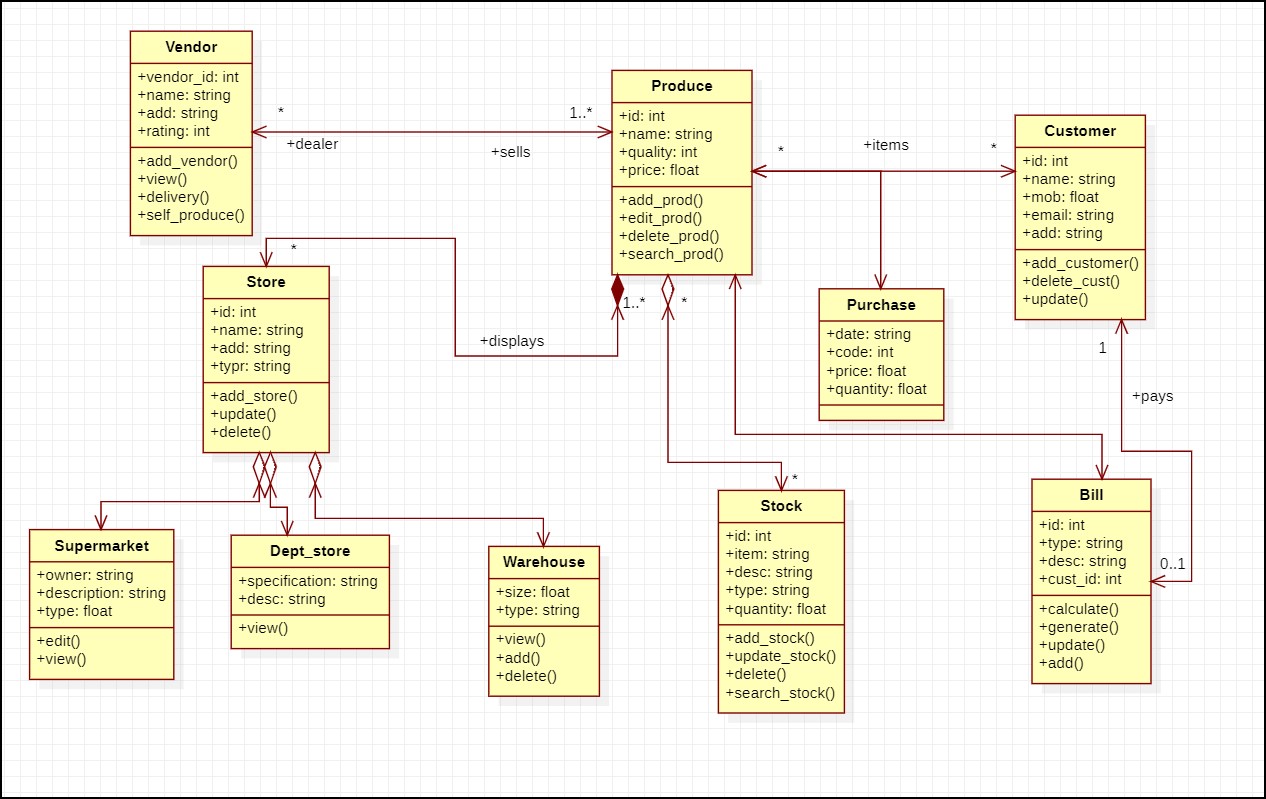 Vendor
+vendor_id: int
+name: string
+add: string
+rating: int
+add_vendor()
+view()
+delivery()
+self_produce()
*
+dealer
1..*
+sells
Produce
+id: int
+name: string
+quality: int
+price: float
+add_prod()
+edit_prod()
+delete_prod()
+search_prod()
*
+items
*
Customer
+id: int
+name: string
+mob: float
+email: string
+add: string
+add_customer()
+delete_cust()
+update()
*
Store
+id: int
+name: string
+add: string
+typr: string
+add_store()
+update()
+delete()
+displays
1..*
*
Purchase
+date: string
+code: int
+price: float
+quantity: float
1
+pays
0..1
Supermarket
+owner: string
+description: string
+type: float
+edit()
+view()
Dept_store
+specification: string
+desc: string
+view()
Warehouse
+size: float
+type: string
+view()
+add()
+delete()
*
Stock
+id: int
+item: string
+desc: string
+type: string
+quantity: float
+add_stock()
+update_stock()
+delete()
+search_stock()
Bill
+id: int
+type: string
+desc: string
+cust_id: int
+calculate()
+generate()
+update()
+add()